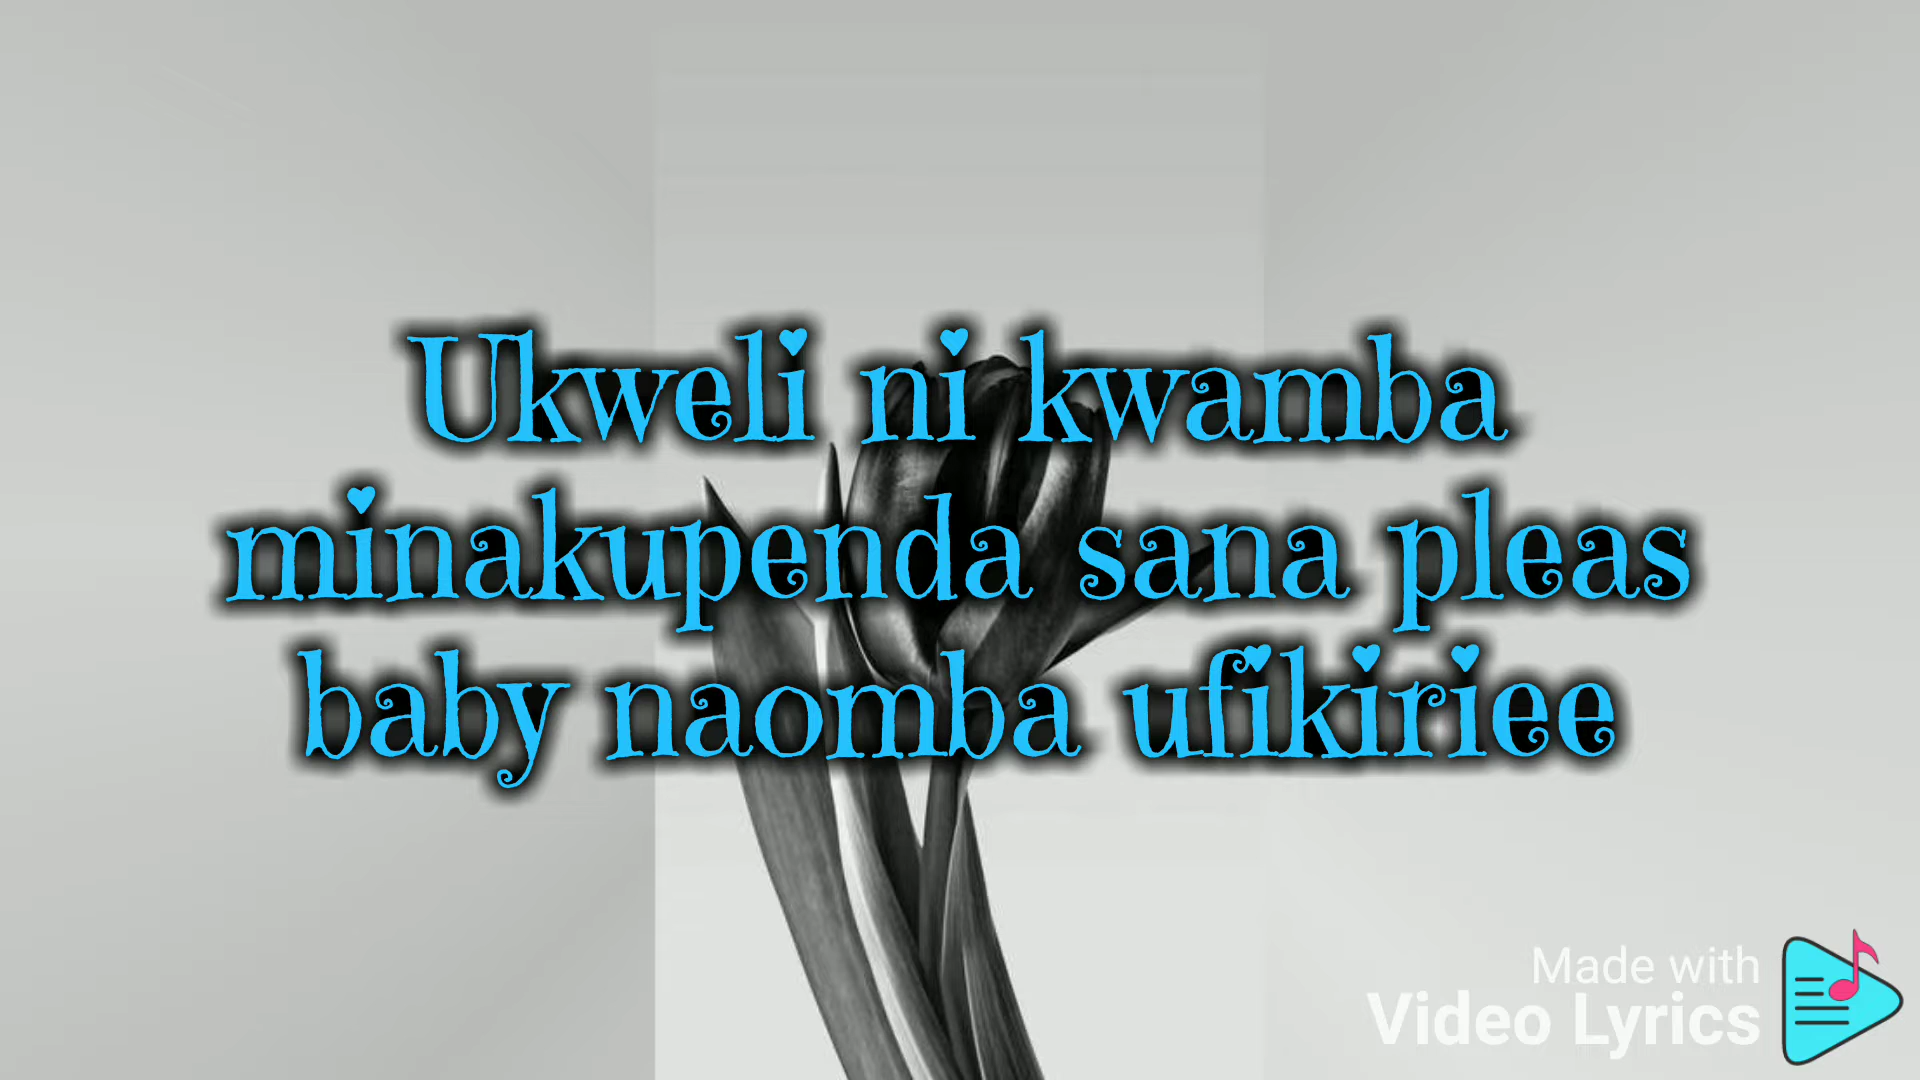 Ukweli ni kwamba
minakupenda sana pleas
baby naomba ufikiriee
Made with
Video Lyrics